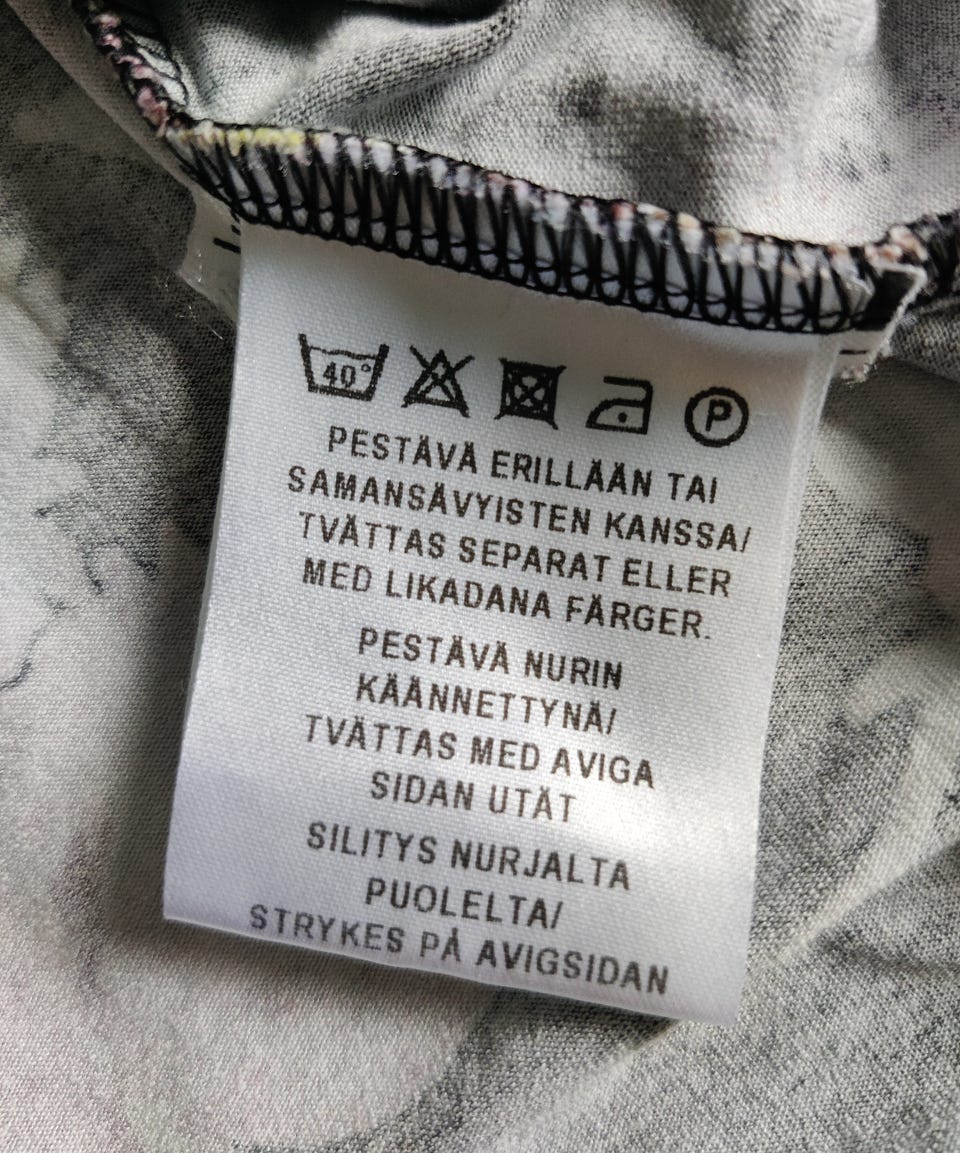 40°
P
PESTÄVÄ ERILLÄÄN TAI
SAMANSÄVYISTEN KANSSA/
TVÄTTAS SEPARAT ELLER
MED LIKADANA FÄRGER.
PESTÄVÄ NURIN
KÄÄNNETTYNÄ/
TVÄTTAS MED AVIGA
SIDAN UTÄT
SILITYS NURJALTA
PUOLELTA/
STRYKES PÅ AVIGSIDAN